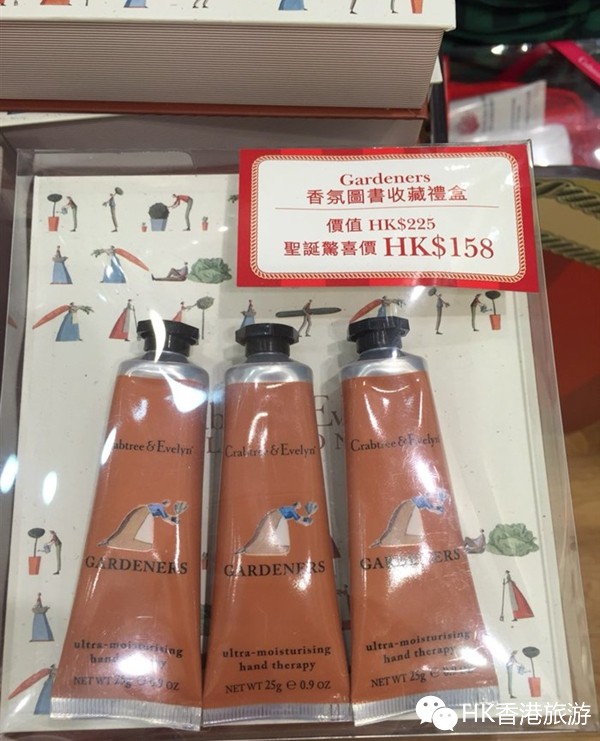 Gardeners
香氛圖書收藏禮盒
價值 HK$225
聖誕驚喜價 HK$158
Crabtree & Evelyn
GARDENERS
ultra-moisturising
hand therapy
NET WT 25g e 0.9 OZ
Crabtree & Evelyn
GARDENERS
ultra-moisturising
hand therapy
NET WT 25g e 0.9 OZ
Crabtree & Evelyn
GARDENERS
ultra-moisturising
hand therapy
NET WT 25g e 0.9 OZ
HK香港旅游